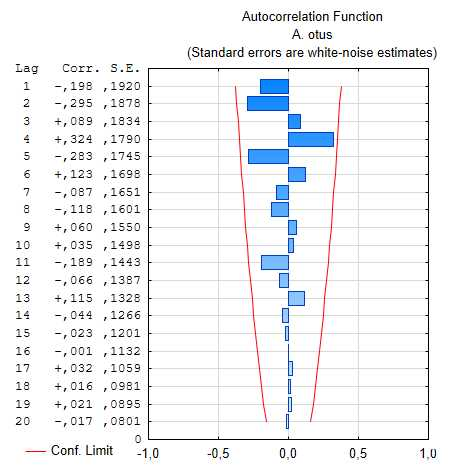 Autocorrelation Function
A. otus
(Standard errors are white-noise estimates)
Lag Corr. S.E.
1 -,198 ,1920
2 -,295 ,1878
3 +,089 ,1834
4 +,324 ,1790
5 -,283 ,1745
6 +,123 ,1698
7 -,087 ,1651
8 -,118 ,1601
9 +,060 ,1550
10 +,035 ,1498
11 -,189 ,1443
12 -,066 ,1387
13 +,115 ,1328
14 -,044 ,1266
15 -,023 ,1201
16 -,001 ,1132
17 +,032 ,1059
18 +,016 ,0981
19 +,021 ,0895
20 -,017 ,0801
0
-1,0 -0,5 0,0 0,5 1,0
Conf. Limit